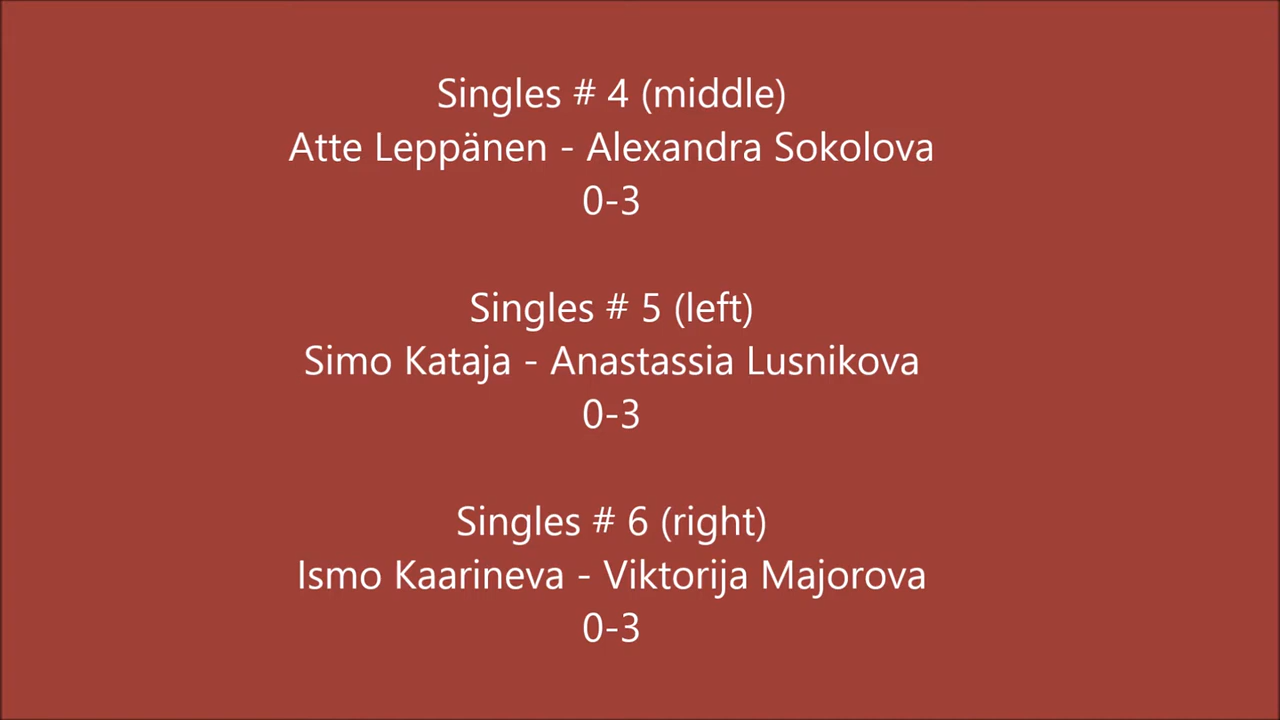 Singles # 4 (middle)
Atte Leppänen - Alexandra Sokolova
0-3
Singles # 5 (left)
Simo Kataja - Anastassia Lusnikova
0-3
Singles # 6 (right)
Ismo Kaarineva - Viktorija Majorova
0-3